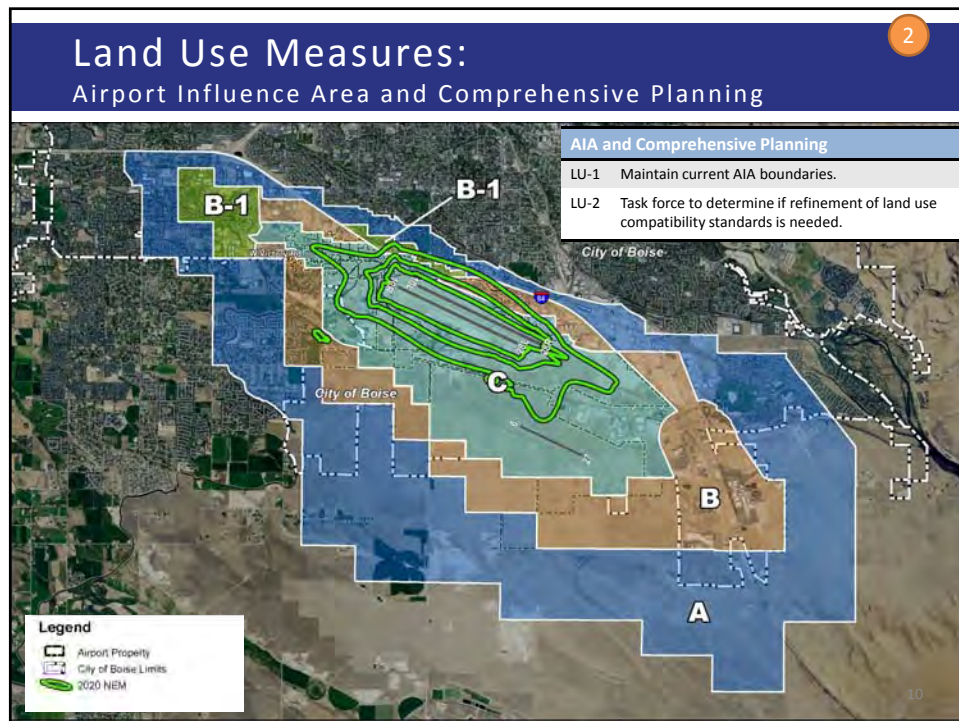 Land Use Measures:
2
Airport Influence Area and Comprehensive Planning
AIA and Comprehensive Planning
LU-1 Maintain current AIA boundaries.
LU-2 Task force to determine if refinement of land use
compatibility standards is needed.
B-1
B-1
City of Boise
84
City of Boise
C
B
A
Legend
Airport Property
City of Boise Limits
2020 NEM
10